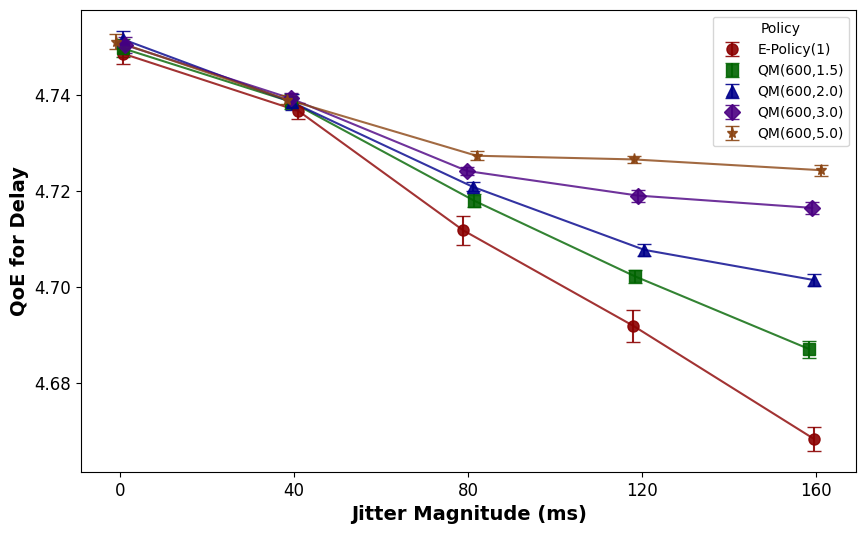 Policy
E-Policy(1)
QM(600,1.5)
QM(600,2.0)
QM(600,3.0)
QM(600,5.0)
QoE for Delay
4.74
4.72
4.70
4.68
0 40 80 120 160
Jitter Magnitude (ms)